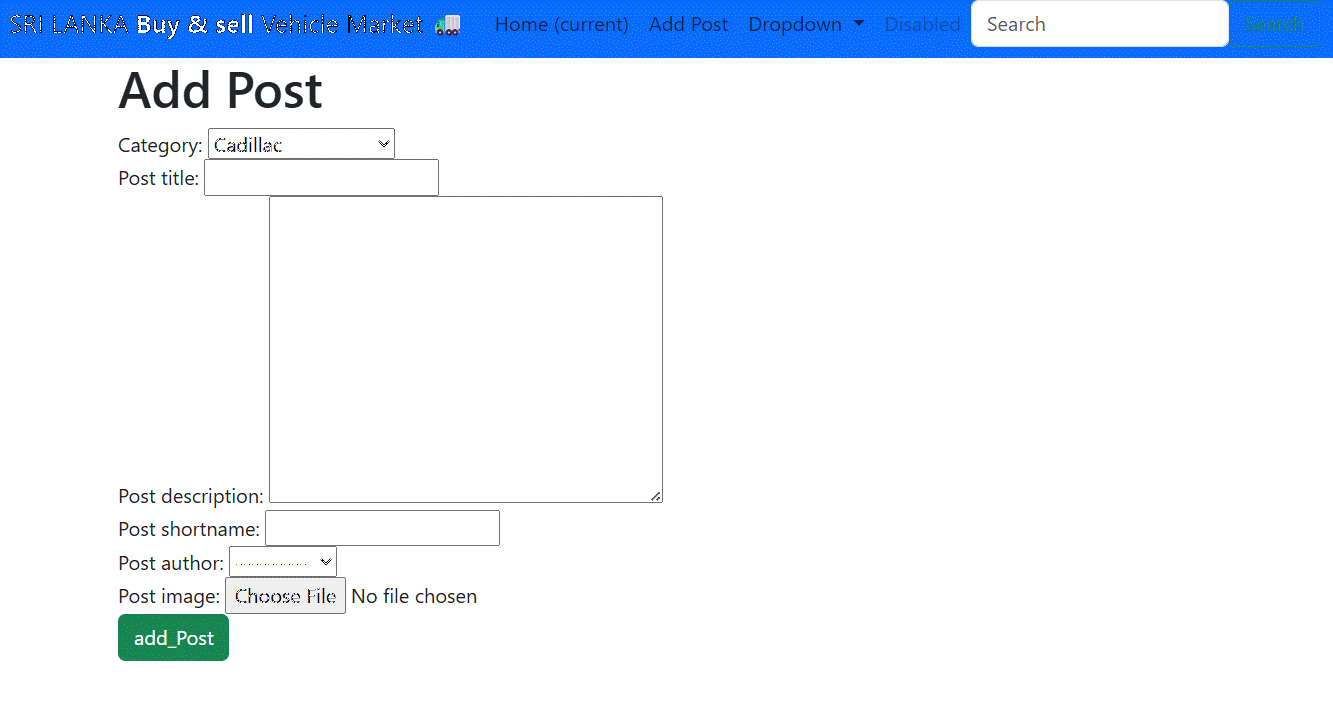 SRI LANKA Buy & sell Vehicle Market 🚛 Home (current) Add Post Dropdown Disabled Search Search
Add Post
Category: Cadillac
Post title:
Post description:
Post shortname:
Post author: ---------
Post image: Choose File No file chosen
add_Post